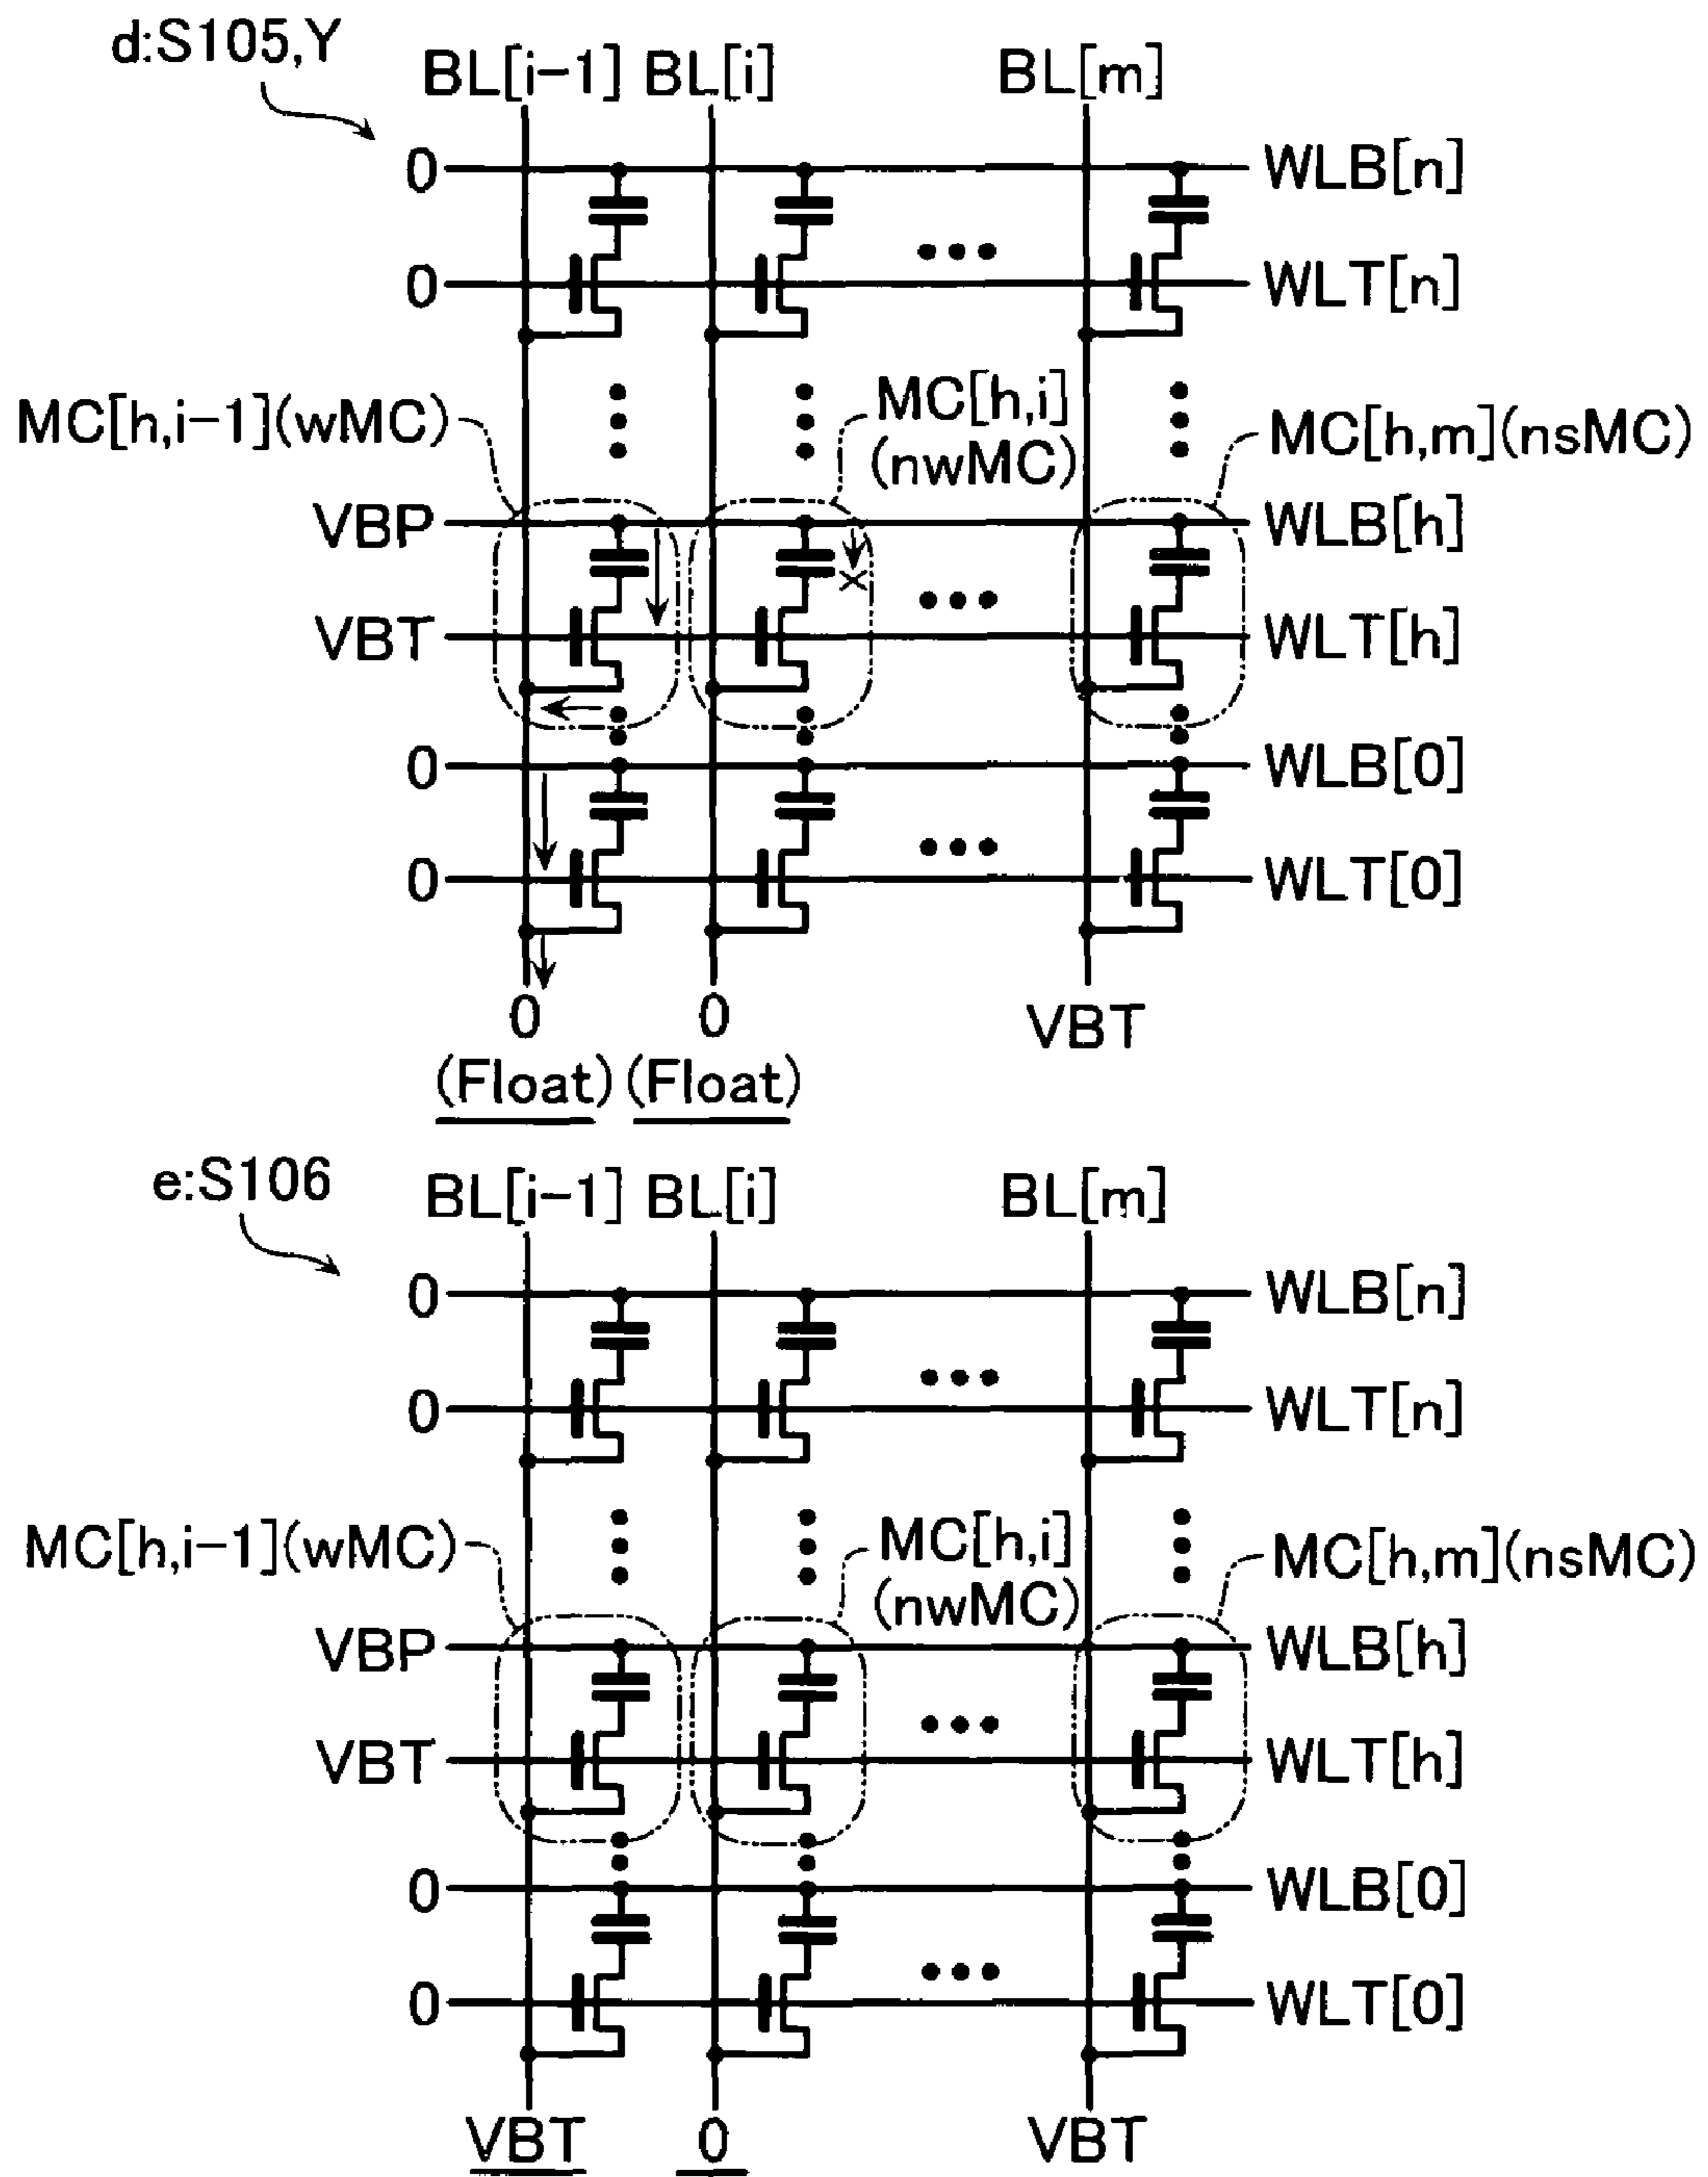 d:S105,Y
BL[i-1] BL[i] BL[m]
0 WLB[n]
0 WLT[n]
MC[h,i-1](wMC) MC[h,i] (nwMC) MC[h,m](nsMC)
VBP WLB[h]
VBT WLT[h]
0 WLB[0]
0 WLT[0]
0 0 VBT
(Float) (Float)
e:S106
BL[i-1] BL[i] BL[m]
0 WLB[n]
0 WLT[n]
MC[h,i-1](wMC) MC[h,i] (nwMC) MC[h,m](nsMC)
VBP WLB[h]
VBT WLT[h]
0 WLB[0]
0 WLT[0]
VBT 0 VBT